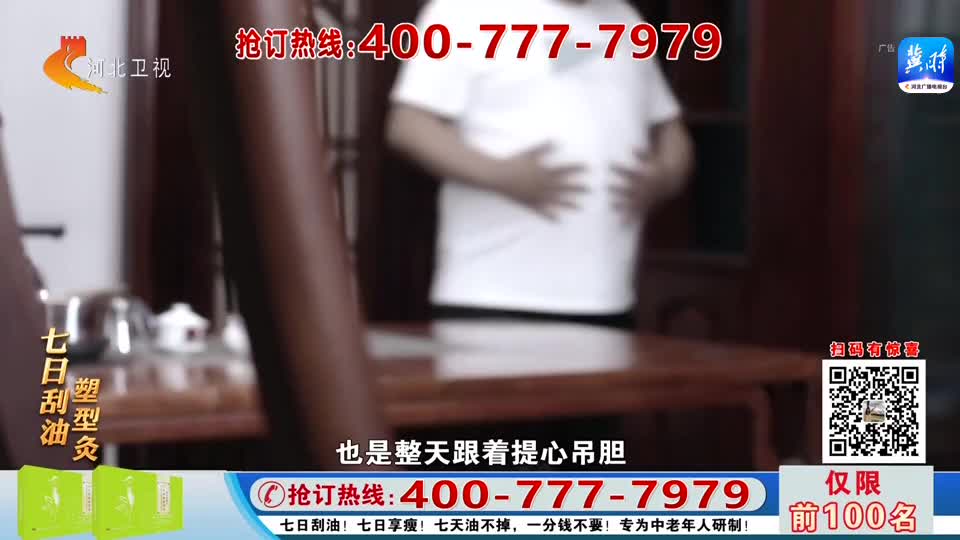 抢订热线:400-777-7979
河北卫视
广告
冀时
河北广播电视台
七日刮油
塑型灸
扫码有惊喜
也是整天跟着提心吊胆
抢订热线:400-777-7979
仅限
前100名
七日刮油!七日享瘦!七天油不掉,一分钱不要!专为中老年人研制!